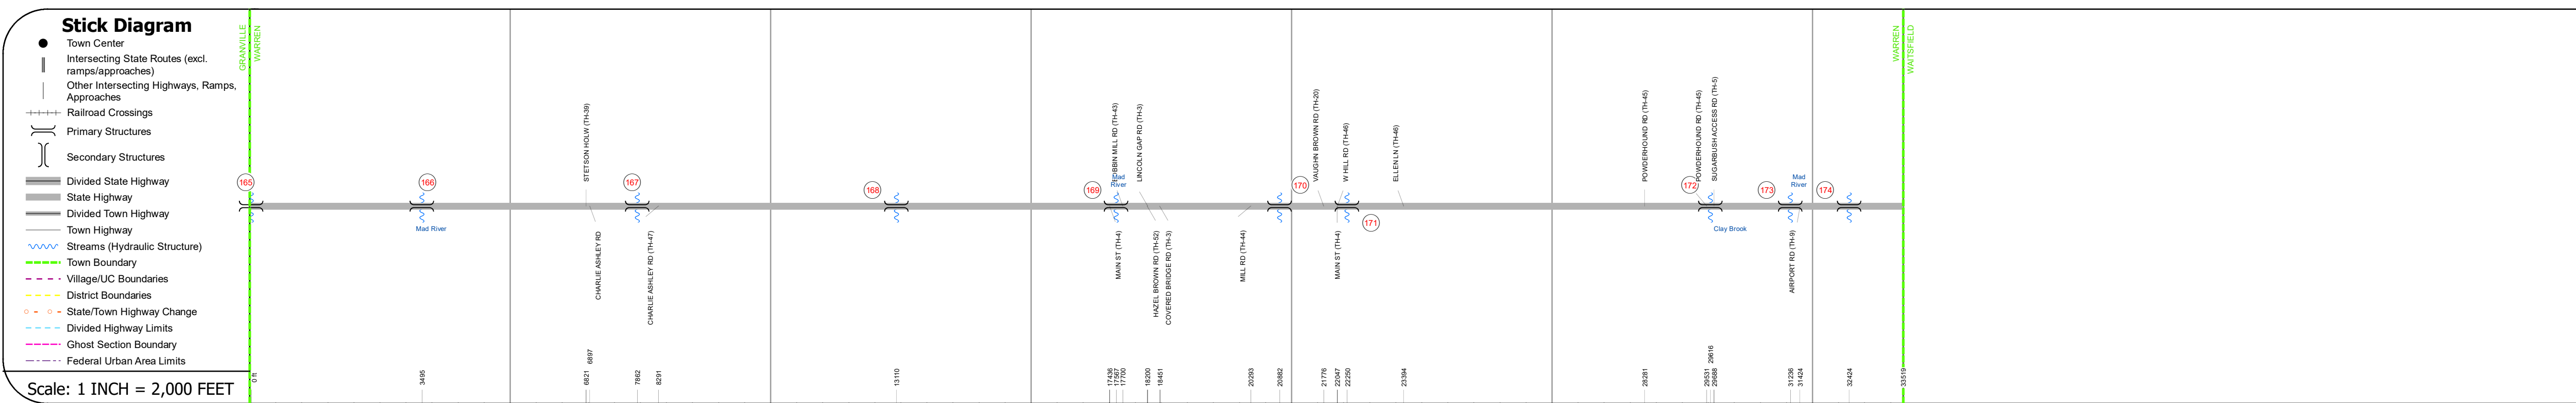 Stick Diagram
Town Center
Intersecting State Routes (excl.
ramps/approaches)
Other Intersecting Highways, Ramps,
Approaches
Railroad Crossings
Primary Structures
Secondary Structures
Divided State Highway
State Highway
Divided Town Highway
Town Highway
Streams (Hydraulic Structure)
Town Boundary
Village/UC Boundaries
District Boundaries
State/Town Highway Change
Divided Highway Limits
Ghost Section Boundary
Federal Urban Area Limits
Scale: 1 INCH = 2,000 FEET
GRANVILLE
WARREN
STETSON HOLW (TH-39)
BOBBIN MILL RD (TH-43)
LINCOLN GAP RD (TH-3)
VAUGHN BROWN RD (TH-20)
W HILL RD (TH-46)
ELLEN LN (TH-46)
POWDERHOUND RD (TH-45)
POWDERHOUND RD (TH-45)
SUGARBUSH ACCESS RD (TH-5)
WARREN
WAITSFIELD
165
166
167
168
169
Mad
River
170
171
172
173
Mad
River
174
Mad River
Clay Brook
CHARLIE ASHLEY RD
CHARLIE ASHLEY RD (TH-47)
MAIN ST (TH-4)
HAZEL BROWN RD (TH-52)
COVERED BRIDGE RD (TH-3)
MILL RD (TH-44)
MAIN ST (TH-4)
AIRPORT RD (TH-9)
0 ft
3495
6821
6897
7862
8291
13110
17436
17567
17700
18200
18451
20293
20882
21776
22047
22250
23394
28281
29531
29616
29688
31236
31424
32424
33519